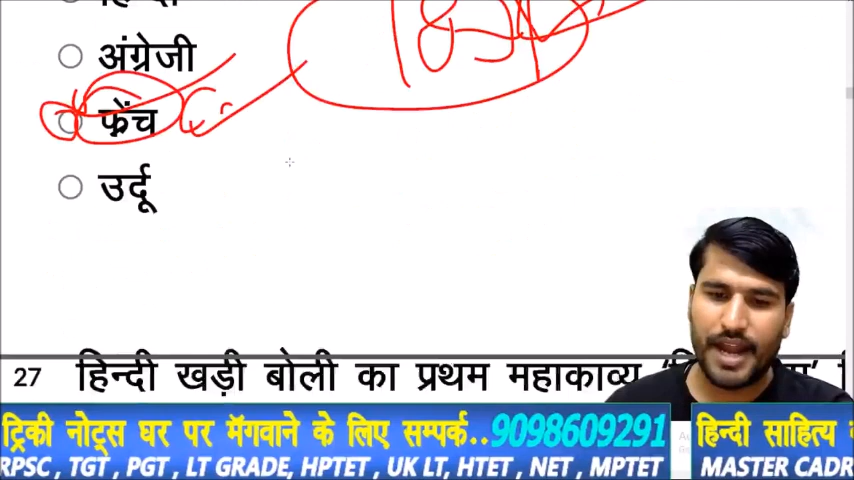 हिन्दी
अंग्रेजी
फ्रेंच
उर्दू
27 हिन्दी खड़ी बोली का प्रथम महाकाव्य
ट्रिकी नोट्स घर पर मॅगवाने के लिए सम्पर्क..9098609291
हिन्दी साहित्य
RPSC , TGT , PGT , LT GRADE, HPTET , UK LT, HTET , NET , MPTET
MASTER CADR